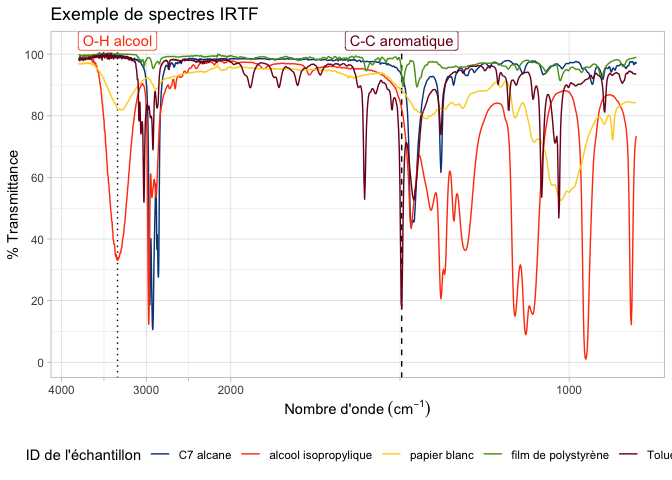 Exemple de spectres IRTF
O-H alcool
C-C aromatique
100
80
60
40
20
0
% Transmittance
4000 3000 2000 1000
Nombre d'onde (cm⁻¹)
ID de l'échantillon C7 alcane alcool isopropylique papier blanc film de polystyrène Tolue